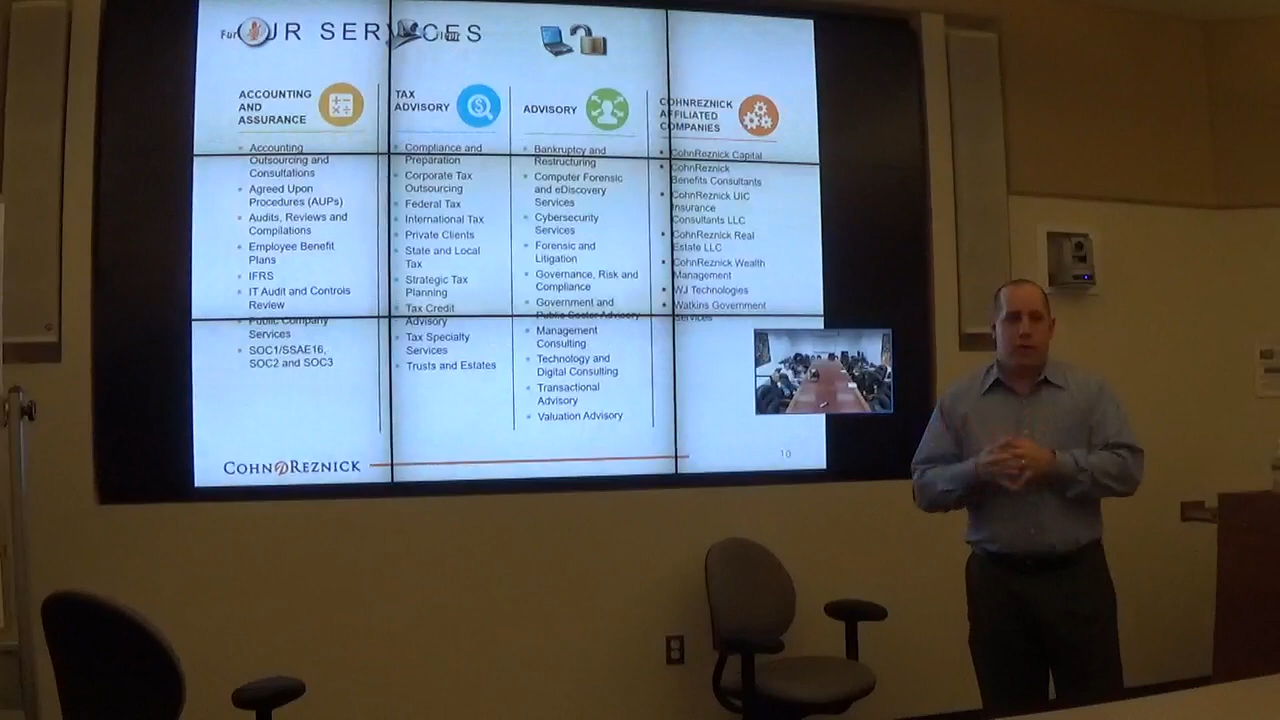 OUR SERVICES
ACCOUNTING
AND
ASSURANCE
Accounting
Outsourcing and
Consultations
Agreed Upon
Procedures (AUPs)
Audits, Reviews and
Compilations
Employee Benefit
Plans
IFRS
IT Audit and Controls
Review
Public Company
Services
SOC1/SSAE16,
SOC2 and SOC3
TAX
ADVISORY
Compliance and
Preparation
Corporate Tax
Outsourcing
Federal Tax
International Tax
Private Clients
State and Local
Tax
Strategic Tax
Planning
Tax Credit
Advisory
Tax Specialty
Services
Trusts and Estates
ADVISORY
Bankruptcy and
Restructuring
Computer Forensic
and eDiscovery
Services
Cybersecurity
Services
Forensic and
Litigation
Governance, Risk and
Compliance
Government and
Public Sector Advisory
Management
Consulting
Technology and
Digital Consulting
Transactional
Advisory
Valuation Advisory
COHNREZNICK
AFFILIATED
COMPANIES
CohnReznick Capital
CohnReznick
Benefits Consultants
CohnReznick UIC
Insurance
Consultants LLC
CohnReznick Real
Estate LLC
CohnReznick Wealth
Management
WJ Technologies
Watkins Government
Services
COHNREZNICK
10